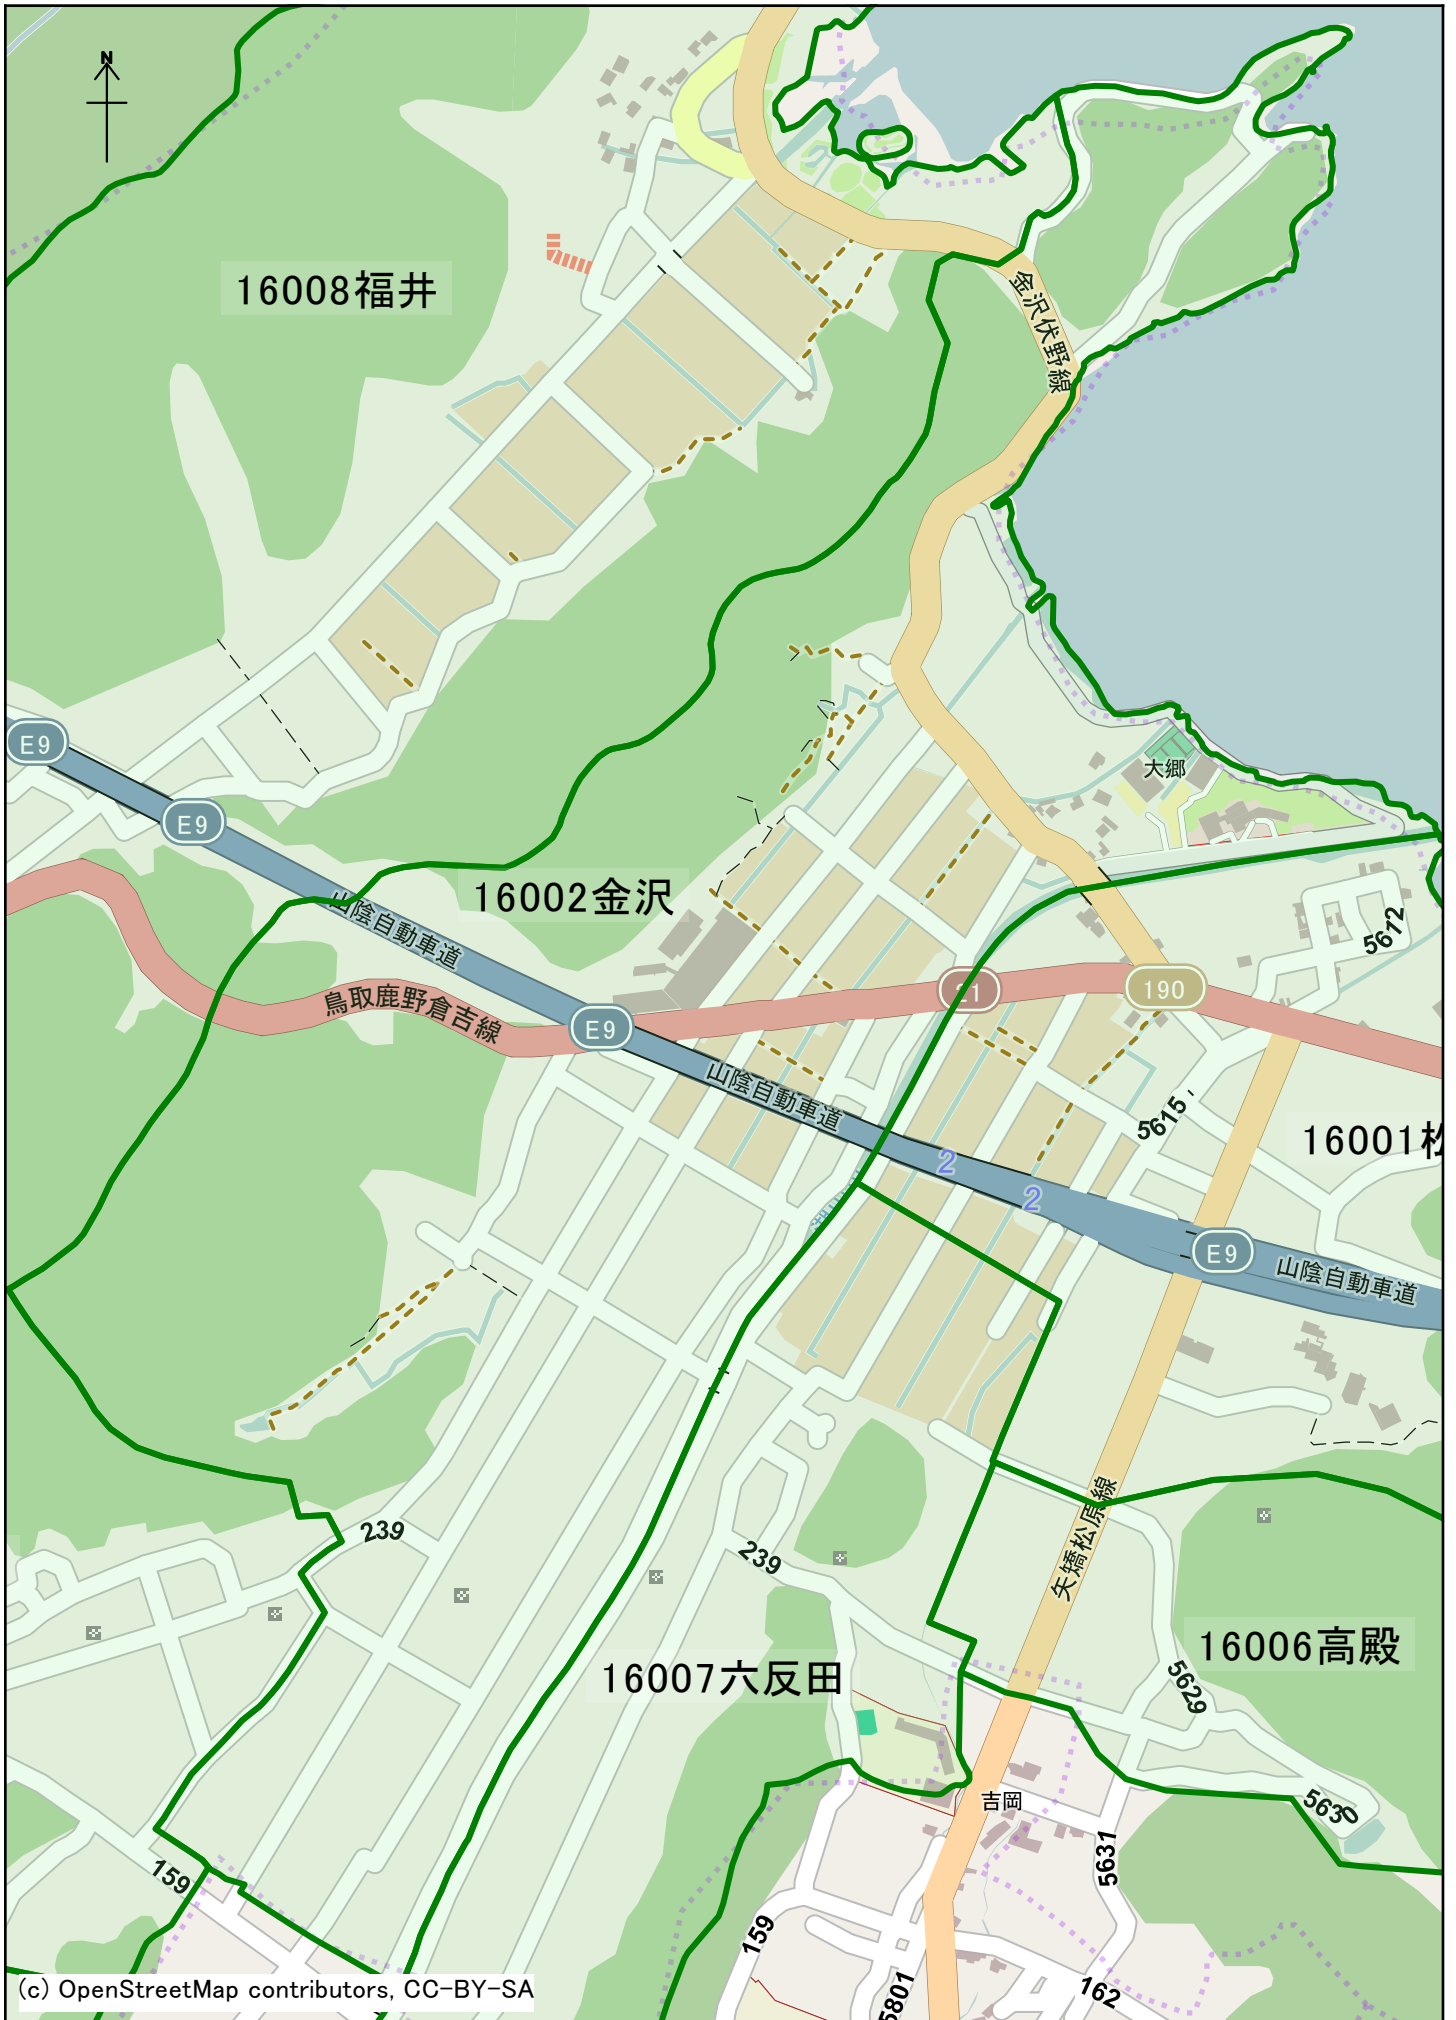 N
16008福井
金沢伏野線
E9
大郷
E9
16002金沢
山陰自動車道
5612
鳥取鹿野倉吉線
21
190
E9
山陰自動車道
5615
16001
2
2
E9
山陰自動車道
239
矢矯松原線
239
16006高殿
16007六反田
5629
吉岡
5630
5631
159
159
162
5801
(c) OpenStreetMap contributors, CC-BY-SA